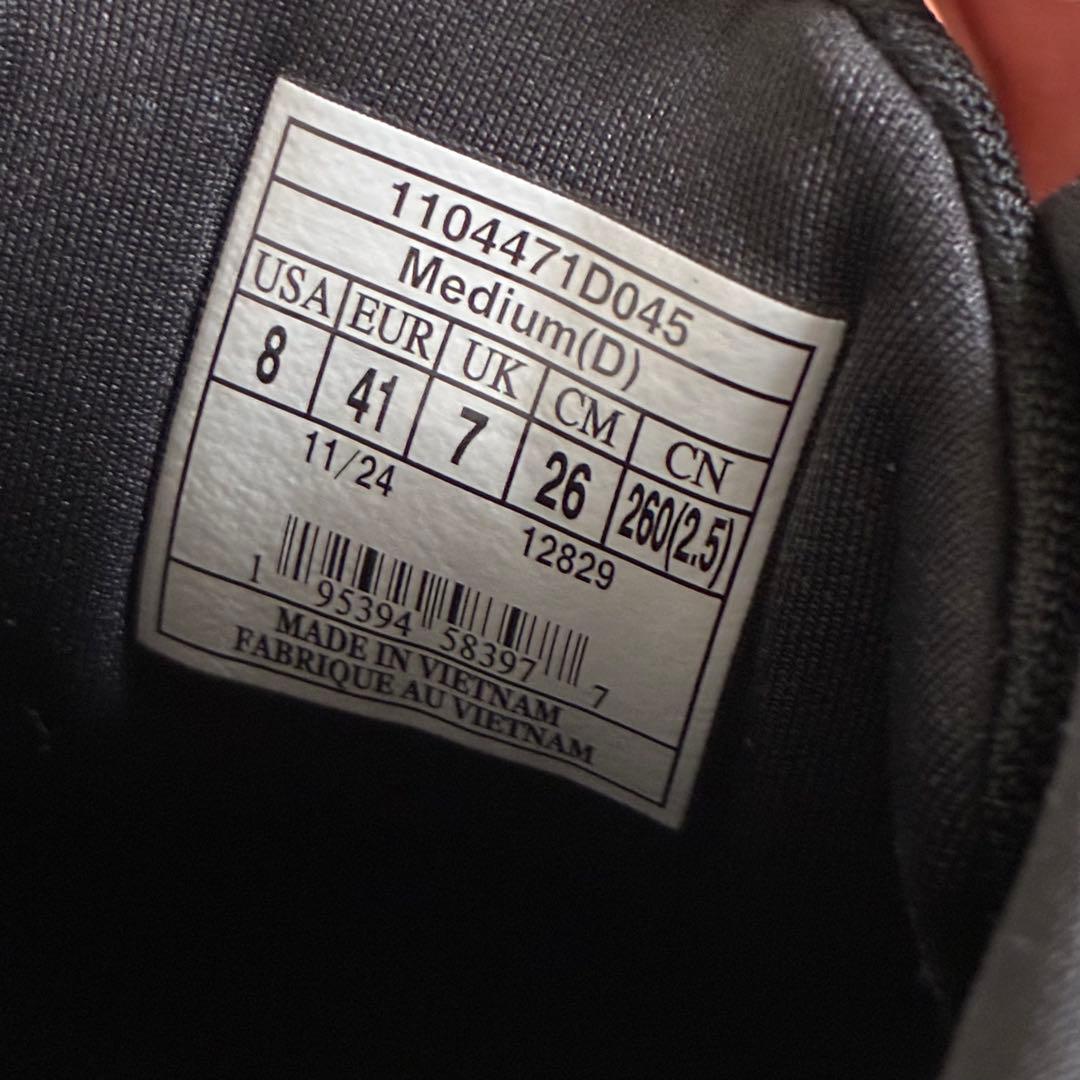 1104471D045
Medium(D)
USA EUR UK CM CN
8 41 7 26 260(2.5)
11/24 12829
1 95394 58397 7
MADE IN VIETNAM
FABRIQUE AU VIETNAM